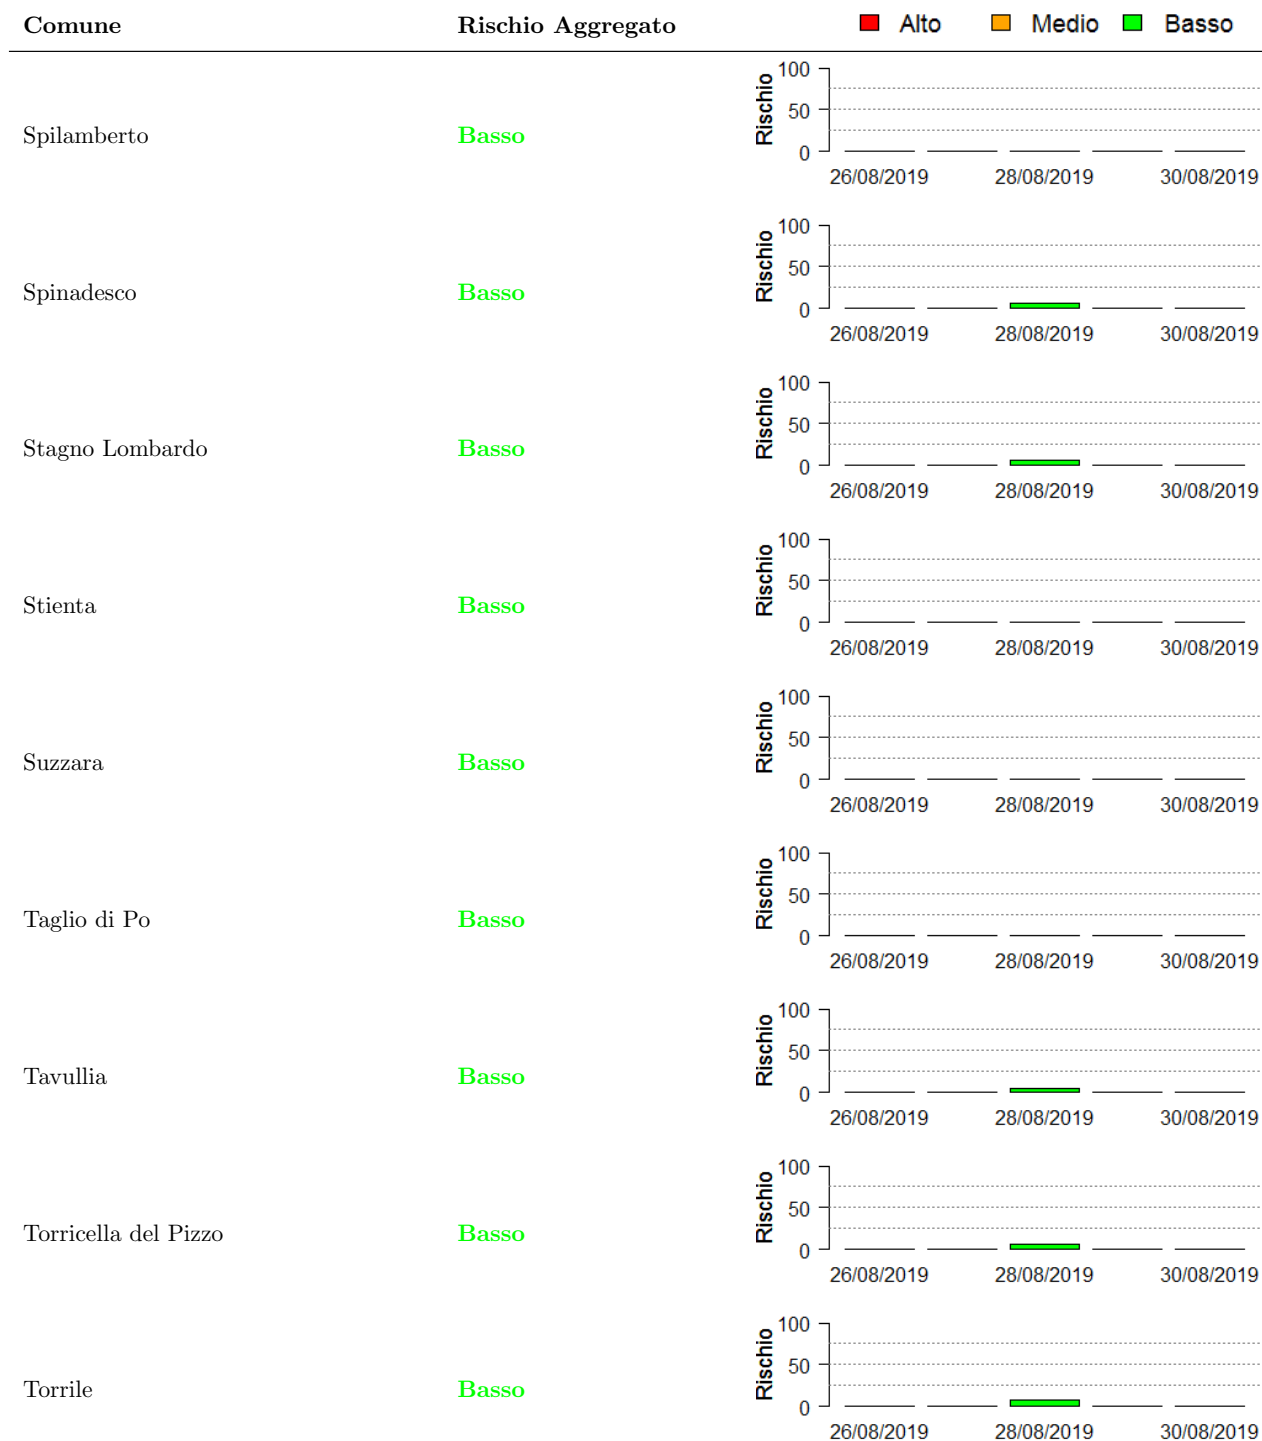 Comune Rischio Aggregato Alto Medio Basso
100
50
0
Rischio
Spilamberto Basso
26/08/2019 28/08/2019 30/08/2019
100
50
0
Rischio
Spinadesco Basso
26/08/2019 28/08/2019 30/08/2019
100
50
0
Rischio
Stagno Lombardo Basso
26/08/2019 28/08/2019 30/08/2019
100
50
0
Rischio
Stienta Basso
26/08/2019 28/08/2019 30/08/2019
100
50
0
Rischio
Suzzara Basso
26/08/2019 28/08/2019 30/08/2019
100
50
0
Rischio
Taglio di Po Basso
26/08/2019 28/08/2019 30/08/2019
100
50
0
Rischio
Tavullia Basso
26/08/2019 28/08/2019 30/08/2019
100
50
0
Rischio
Torricella del Pizzo Basso
26/08/2019 28/08/2019 30/08/2019
100
50
0
Rischio
Torrile Basso
26/08/2019 28/08/2019 30/08/2019